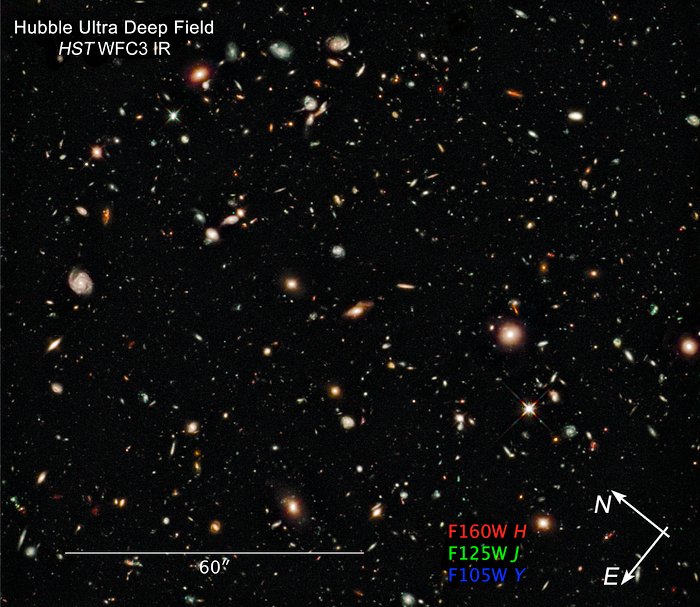 Hubble Ultra Deep Field
HST WFC3 IR
60″
F160W H
F125W J
F105W Y
N
E